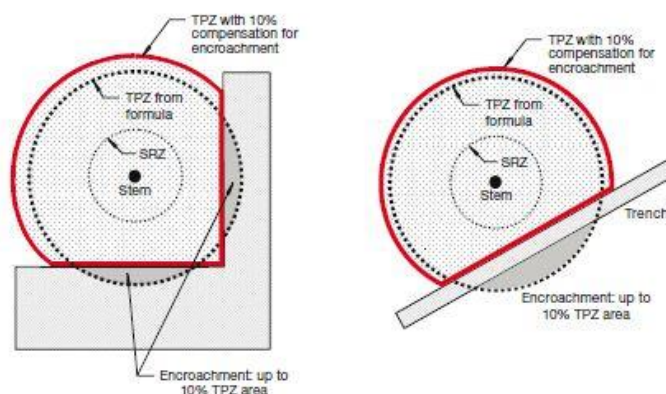 TPZ with 10%
compensation for
encroachment
TPZ from
formula
SRZ
Stem
Encroachment: up to
10% TPZ area
TPZ with 10%
compensation for
encroachment
TPZ from
formula
SRZ
Stem
Trench
Encroachment: up to
10% TPZ area